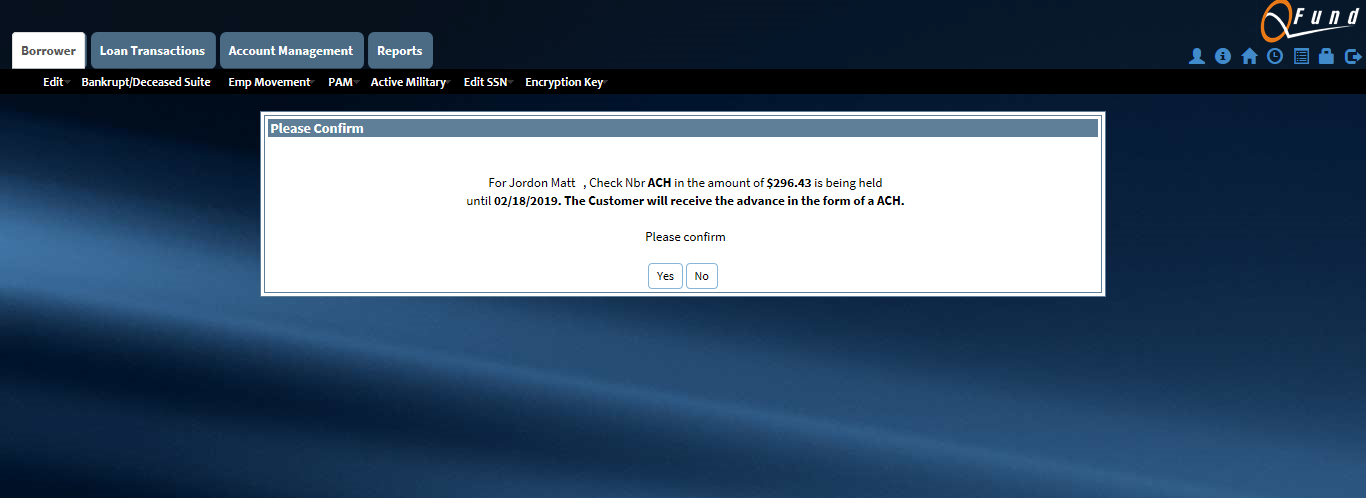 QFund
Borrower Loan Transactions Account Management Reports
Edit Bankrupt/Deceased Suite Emp Movement PAM Active Military Edit SSN Encryption Key
Please Confirm
For Jordon Matt , Check Nbr ACH in the amount of $296.43 is being held
until 02/18/2019. The Customer will receive the advance in the form of a ACH.
Please confirm
Yes No